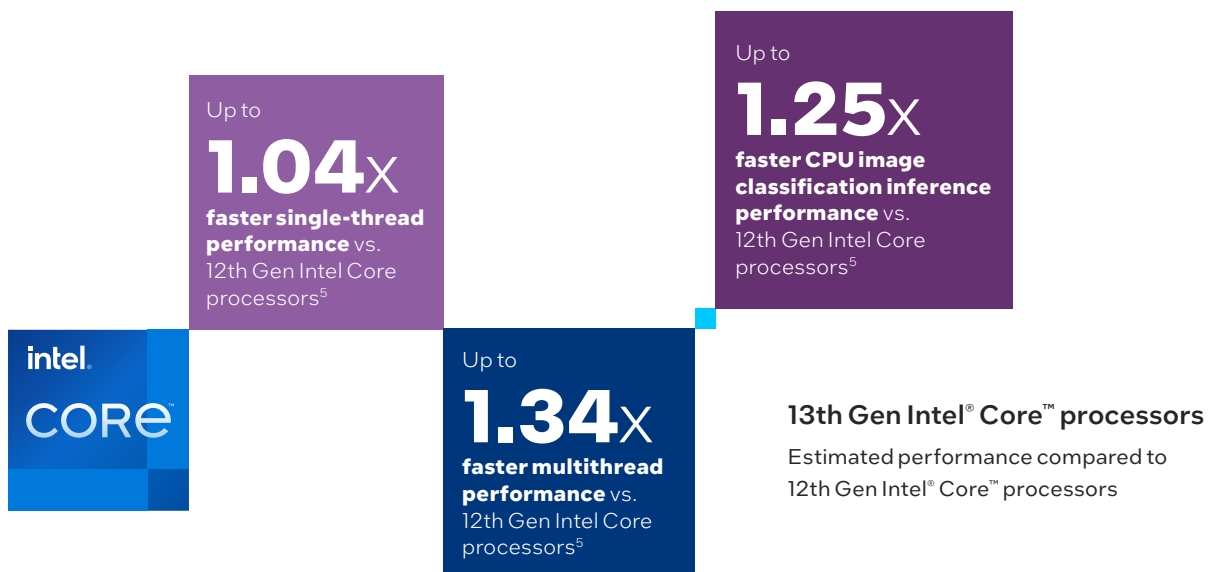 Up to
1.04X
faster single-thread
performance vs.
12th Gen Intel Core
processors⁵
Up to
1.25X
faster CPU image
classification inference
performance vs.
12th Gen Intel Core
processors⁵
intel®
CORE™
Up to
1.34X
faster multithread
performance vs.
12th Gen Intel Core
processors⁵
13th Gen Intel® Core™ processors
Estimated performance compared to
12th Gen Intel® Core™ processors